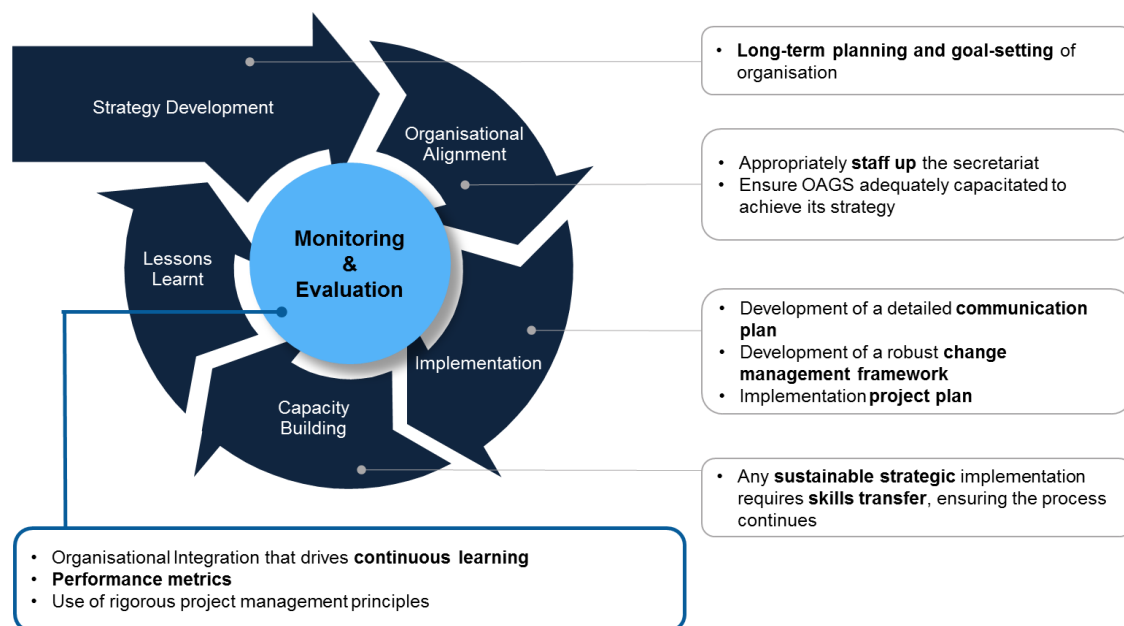 Strategy Development
Organisational
Alignment
Implementation
Capacity
Building
Lessons
Learnt
Monitoring
&
Evaluation
• Long-term planning and goal-setting of
organisation
• Appropriately staff up the secretariat
• Ensure OAGS adequately capacitated to
achieve its strategy
• Development of a detailed communication
plan
• Development of a robust change
management framework
• Implementation project plan
• Any sustainable strategic implementation
requires skills transfer, ensuring the process
continues
• Organisational Integration that drives continuous learning
• Performance metrics
• Use of rigorous project management principles